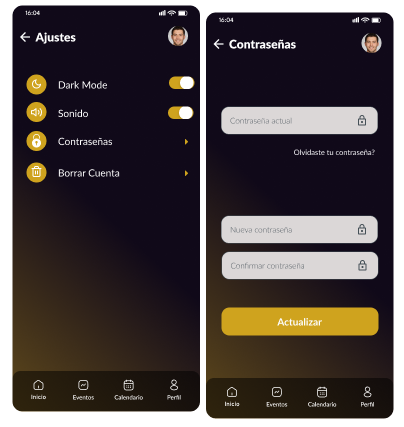 16:04
Ajustes
Dark Mode
Sonido
Contraseñas
Borrar Cuenta
Inicio
Eventos
Calendario
Perfil
16:04
Contraseñas
Contraseña actual
Olvidaste tu contraseña?
Nueva contraseña
Confirmar contraseña
Actualizar
Inicio
Eventos
Calendario
Perfil